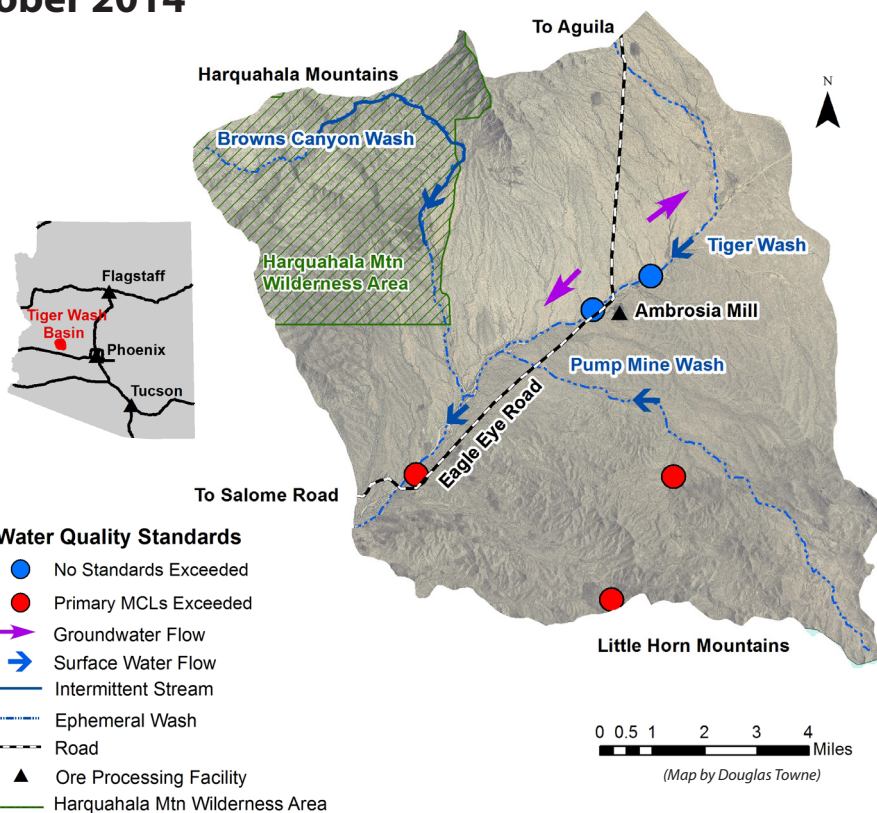 ober 2014
To Aguila
Harquahala Mountains
N
Browns Canyon Wash
Tiger Wash
Harquahala Mtn
Wilderness Area
Ambrosia Mill
Flagstaff
Tiger Wash
Basin
Phoenix
Tucson
Pump Mine Wash
Eagle Eye Road
To Salome Road
Little Horn Mountains
Water Quality Standards
No Standards Exceeded
Primary MCLs Exceeded
Groundwater Flow
Surface Water Flow
Intermittent Stream
Ephemeral Wash
Road
Ore Processing Facility
Harquahala Mtn Wilderness Area
0 0.5 1 2 3 4
Miles
(Map by Douglas Towne)